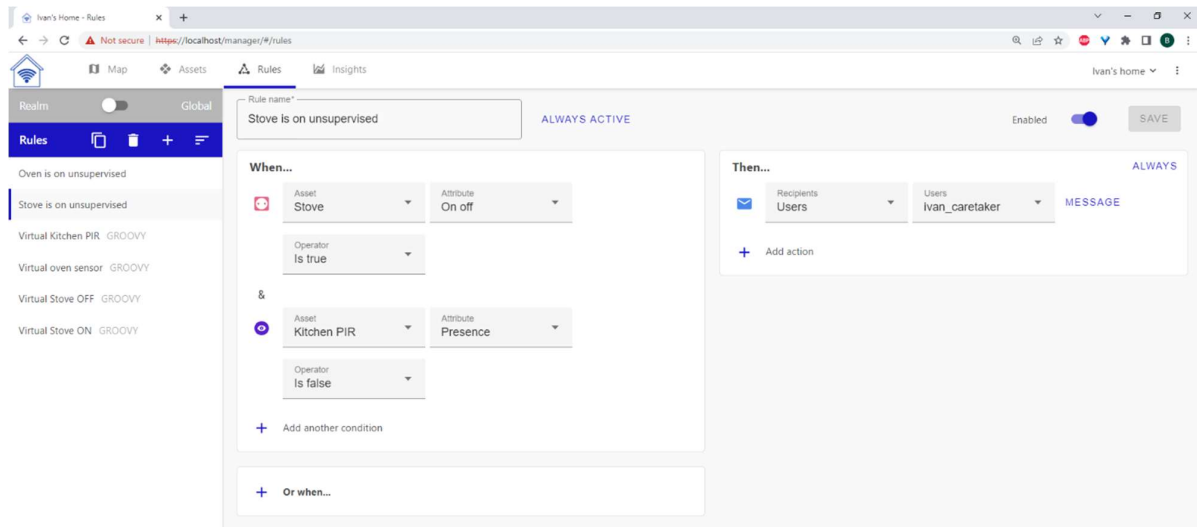 Ivan's Home - Rules
Not secure | https://localhost/manager/#/rules
ABP
B
Map Assets Rules Insights Ivan's home
Realm Global
Rules
Oven is on unsupervised
Stove is on unsupervised
Virtual Kitchen PIR GROOVY
Virtual oven sensor GROOVY
Virtual Stove OFF GROOVY
Virtual Stove ON GROOVY
Rule name*
Stove is on unsupervised
ALWAYS ACTIVE
Enabled
SAVE
When...
Asset
Stove
Attribute
On off
Operator
Is true
&
Asset
Kitchen PIR
Attribute
Presence
Operator
Is false
Add another condition
Or when...
Then...
ALWAYS
Recipients
Users
Users
ivan_caretaker
MESSAGE
Add action